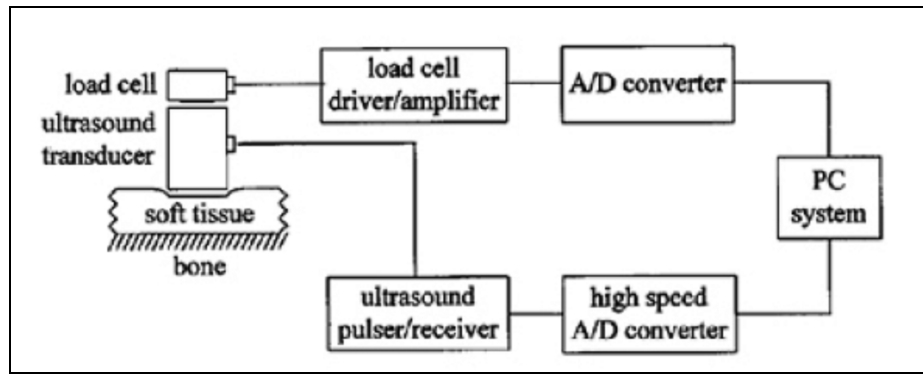 load cell
ultrasound
transducer
soft tissue
bone
load cell
driver/amplifier
A/D converter
PC
system
ultrasound
pulser/receiver
high speed
A/D converter